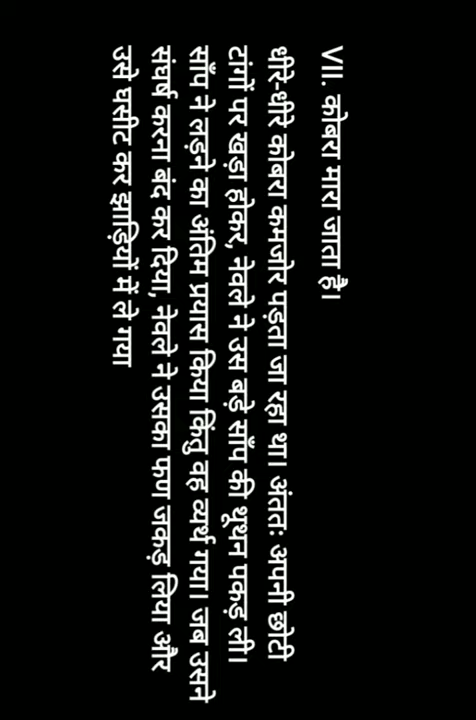 VII. कोबरा मारा जाता है।
धीरे-धीरे कोबरा कमजोर पड़ता जा रहा था। अंततः अपनी छोटी
टांगों पर खड़ा होकर, नेवले ने उस बड़े साँप की थूथन पकड़ ली।
साँप ने लड़ने का अंतिम प्रयास किया किंतु वह व्यर्थ गया। जब उसने
संघर्ष करना बंद कर दिया, नेवले ने उसका फण जकड़ लिया और
उसे घसीट कर झाड़ियों में ले गया